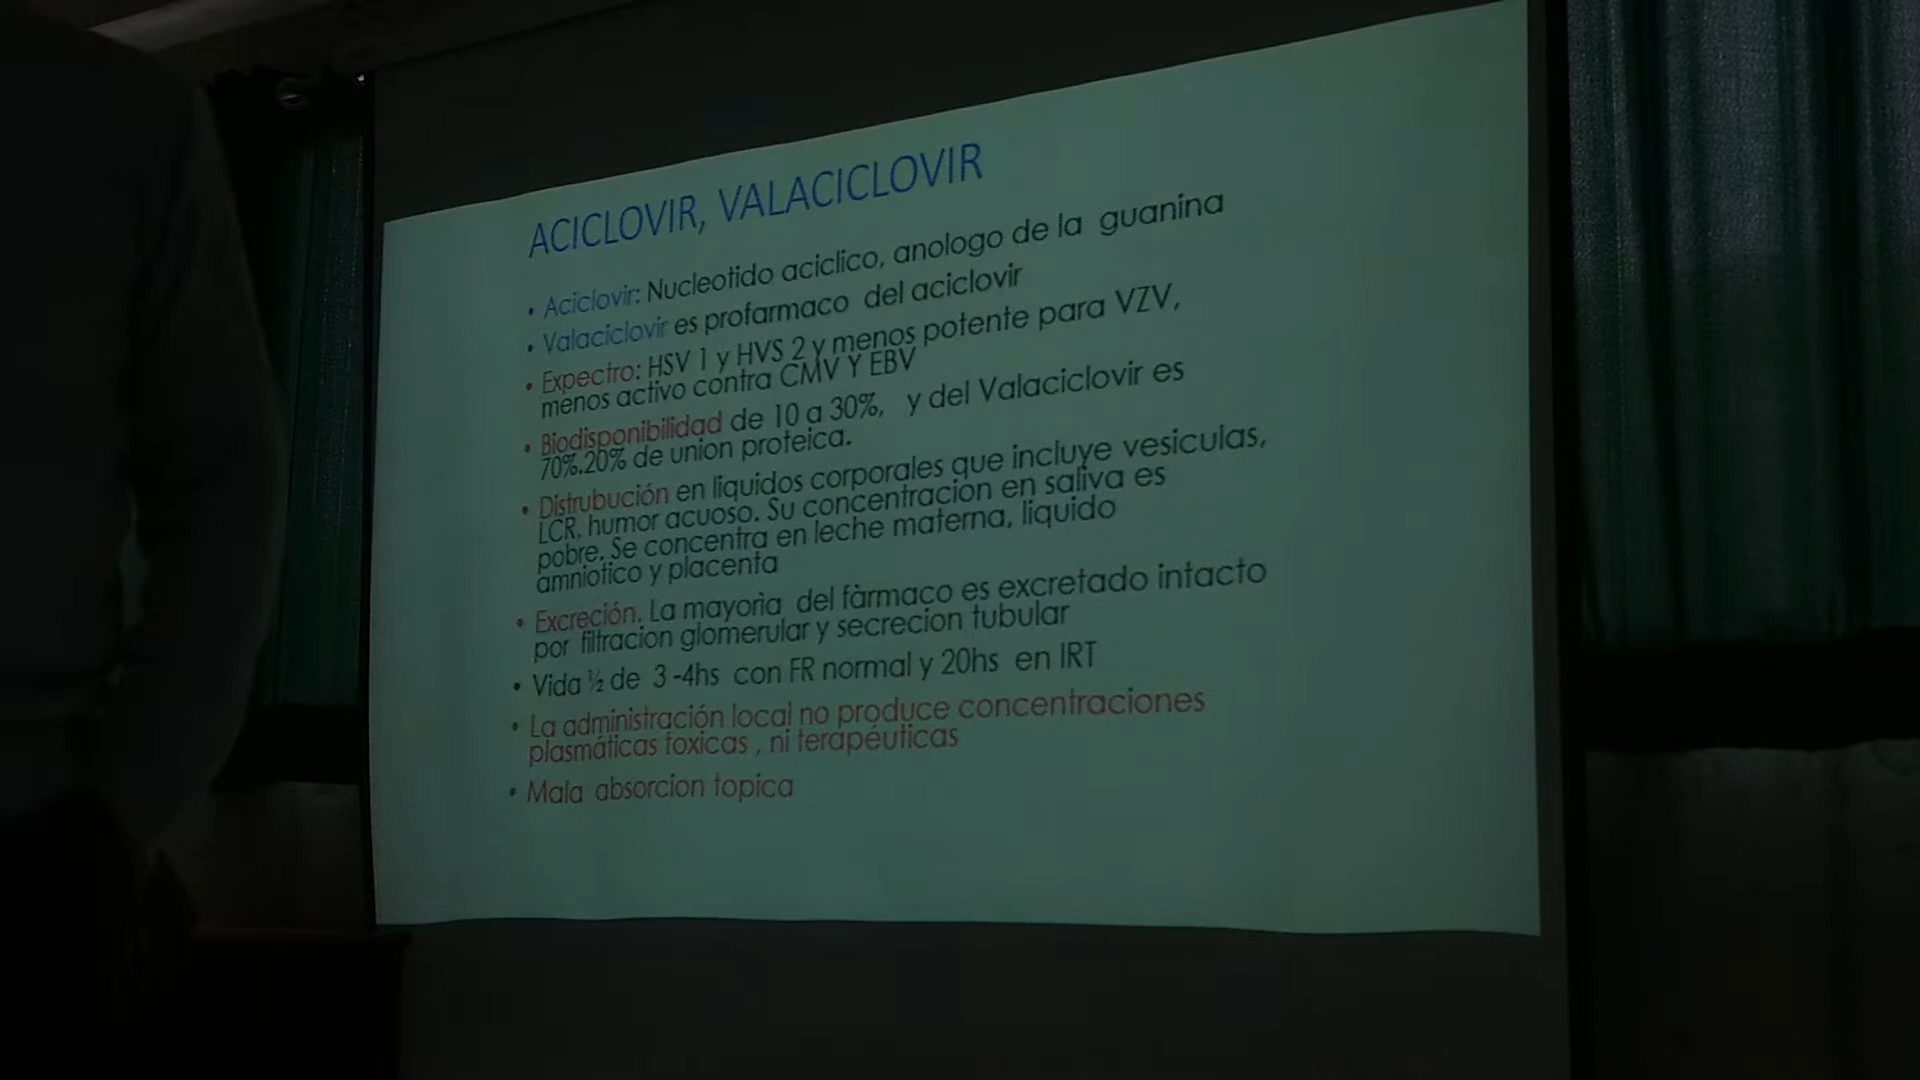 ACICLOVIR, VALACICLOVIR
• Aciclovir: Nucleotido aciclico, anologo de la guanina
• Valaciclovir es profarmaco del aciclovir
• Expectro: HSV 1 y HVS 2 y menos potente para VZV,
menos activo contra CMV Y EBV
• Biodisponibilidad de 10 a 30%, y del Valaciclovir es
70%.20% de union proteica.
• Distrubución en liquidos corporales que incluye vesiculas,
LCR, humor acuoso. Su concentracion en saliva es
pobre. Se concentra en leche materna, liquido
amniotico y placenta
• Excreción. La mayorìa del fàrmaco es excretado intacto
por filtracion glomerular y secrecion tubular
• Vida ½ de 3 -4hs con FR normal y 20hs en IRT
• La administración local no produce concentraciones
plasmáticas toxicas , ni terapéuticas
• Mala absorcion topica